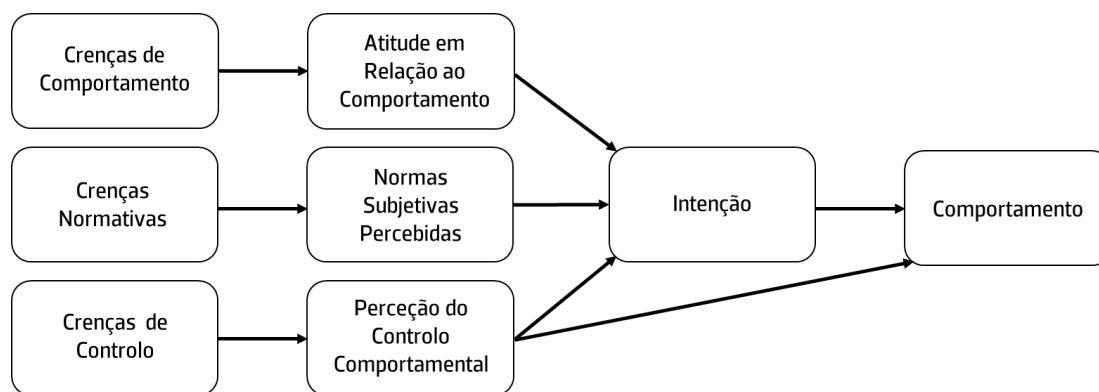 Crenças de
Comportamento
Atitude em
Relação ao
Comportamento
Crenças
Normativas
Normas
Subjetivas
Percebidas
Intenção
Comportamento
Crenças de
Controlo
Perceção do
Controlo
Comportamental